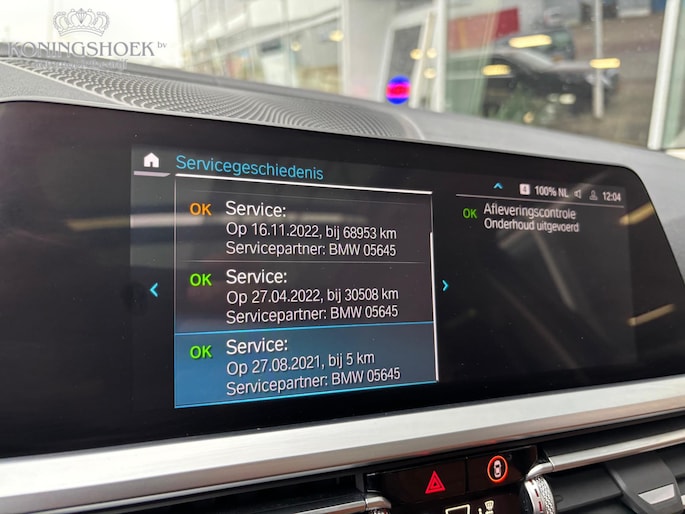 KONINGSHOEK bv
Servicegeschiedenis
4 100% NL 12:04
OK Service:
Op 16.11.2022, bij 68953 km
Servicepartner: BMW 05645
OK Service:
Op 27.04.2022, bij 30508 km
Servicepartner: BMW 05645
OK Service:
Op 27.08.2021, bij 5 km
Servicepartner: BMW 05645
OK Afleveringscontrole
Onderhoud uitgevoerd